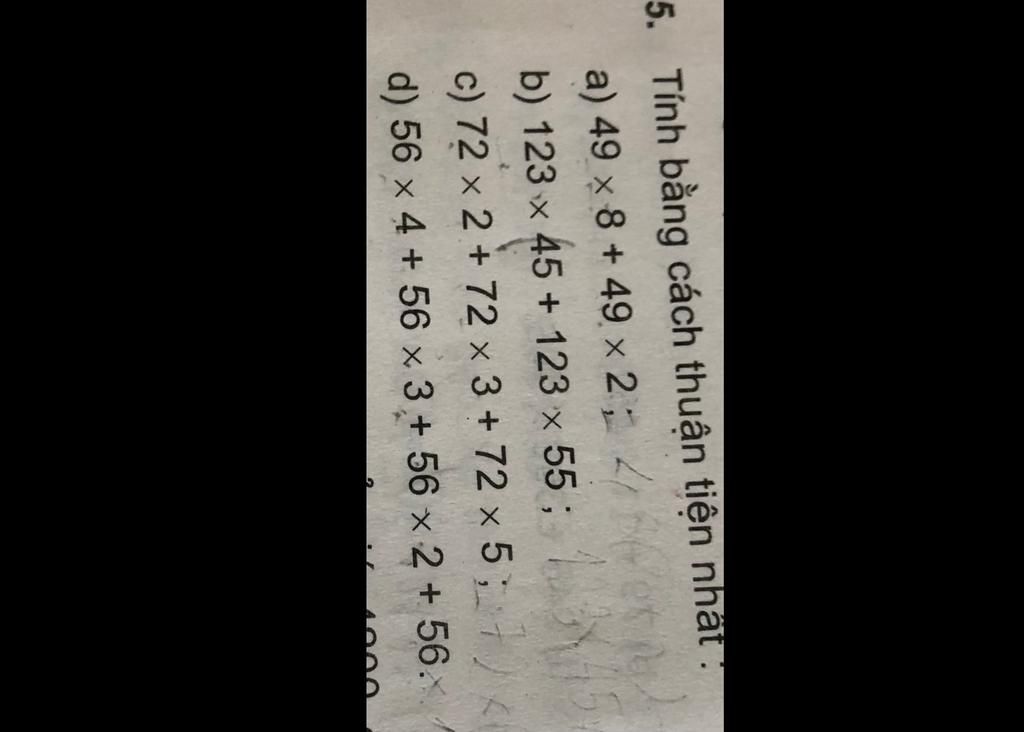 5. Tính bằng cách thuận tiện nhất :
a) 49 × 8 + 49 × 2 ;
b) 123 × 45 + 123 × 55 ;
c) 72 × 2 + 72 × 3 + 72 × 5 ;
d) 56 × 4 + 56 × 3 + 56 × 2 + 56 ×